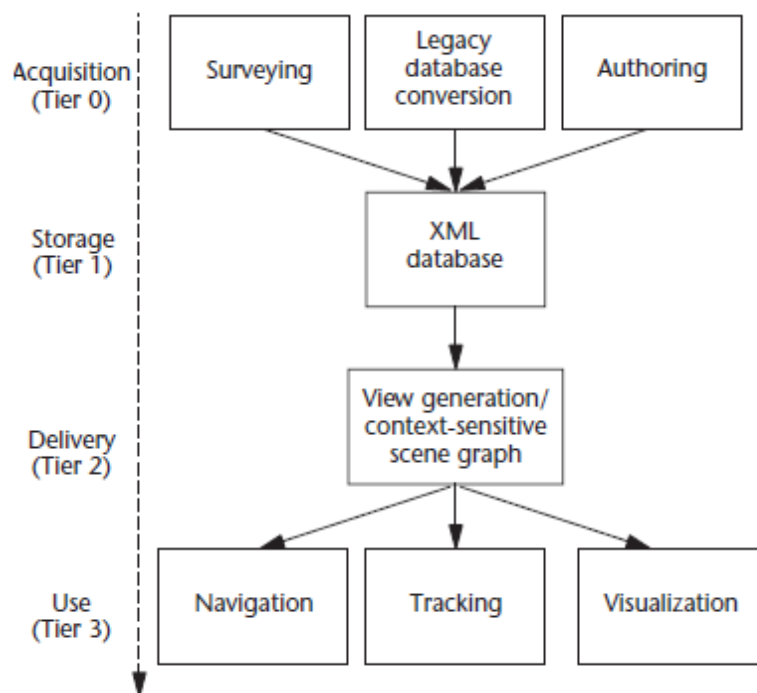 Acquisition
(Tier 0)
Surveying
Legacy
database
conversion
Authoring
Storage
(Tier 1)
XML
database
Delivery
(Tier 2)
View generation/
context-sensitive
scene graph
Use
(Tier 3)
Navigation
Tracking
Visualization